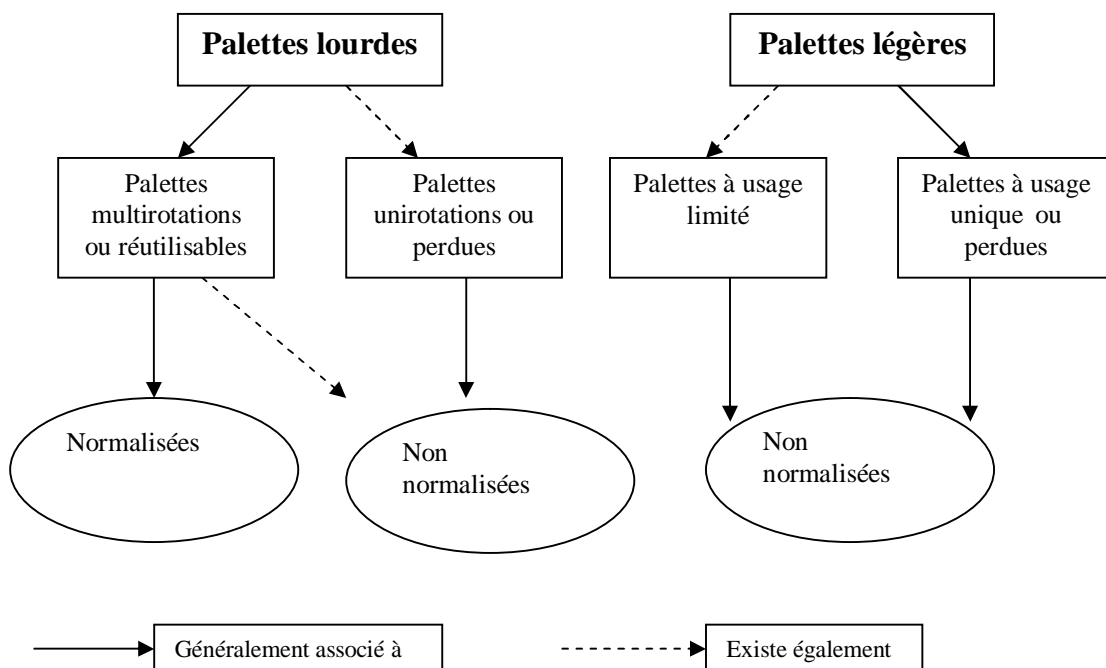 Palettes lourdes
Palettes légères
Palettes
multirotations
ou réutilisables
Palettes
unirotations ou
perdues
Palettes à usage
limité
Palettes à usage
unique ou
perdues
Normalisées
Non
normalisées
Non
normalisées
Généralement associé à
Existe également